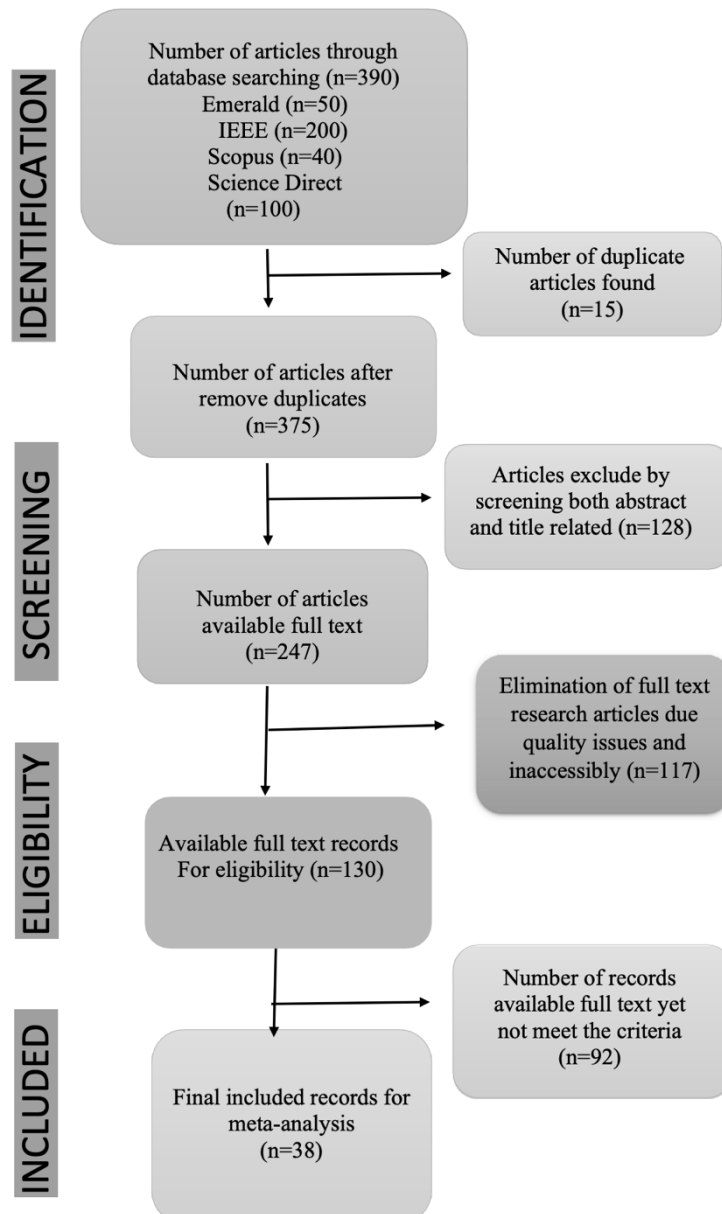 IDENTIFICATION
Number of articles through
database searching (n=390)
Emerald (n=50)
IEEE (n=200)
Scopus (n=40)
Science Direct
(n=100)
Number of duplicate
articles found
(n=15)
Number of articles after
remove duplicates
(n=375)
SCREENING
Articles exclude by
screening both abstract
and title related (n=128)
Number of articles
available full text
(n=247)
Elimination of full text
research articles due
quality issues and
inaccessibly (n=117)
ELIGIBILITY
Available full text records
For eligibility (n=130)
Number of records
available full text yet
not meet the criteria
(n=92)
INCLUDED
Final included records for
meta-analysis
(n=38)